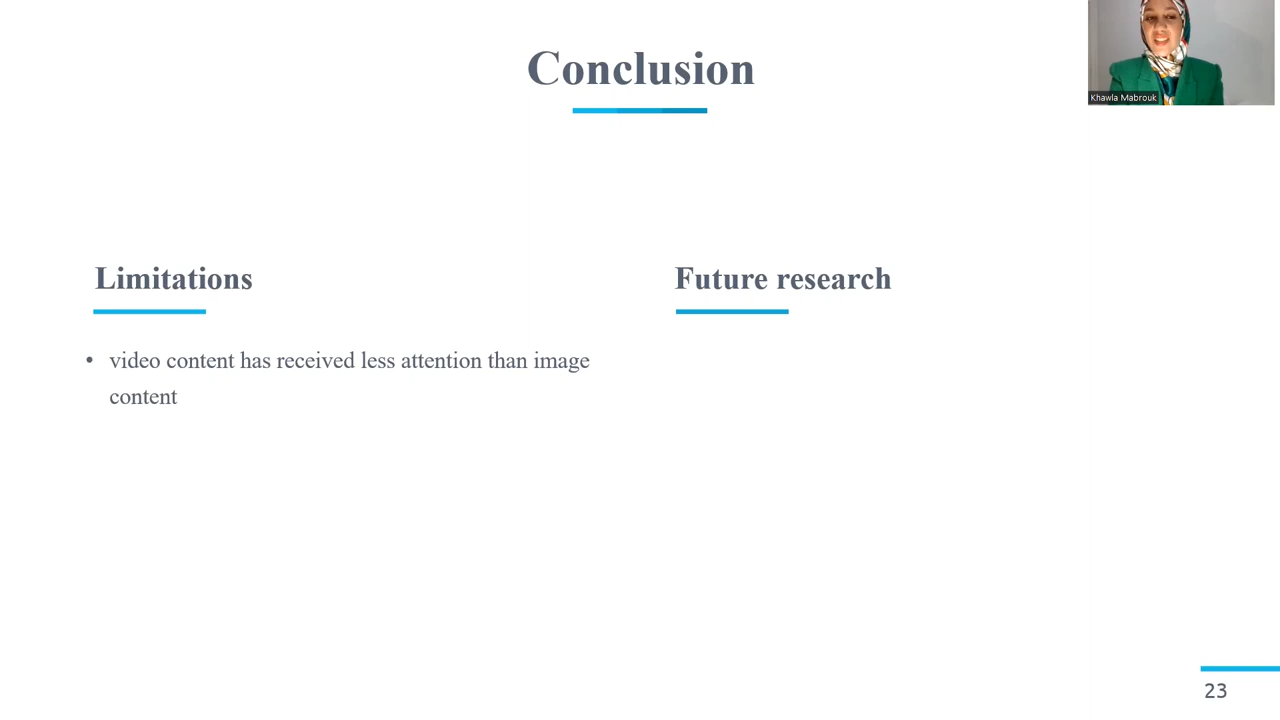 Conclusion
Khawla Mabrouk
Limitations
Future research
• video content has received less attention than image
content
23